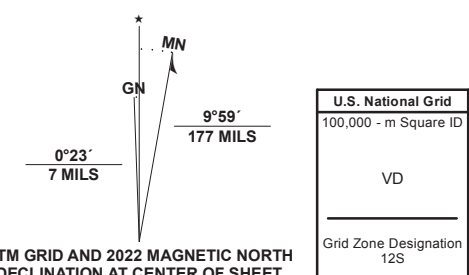 ★
MN
GN
9°59´
177 MILS
0°23´
7 MILS
TM GRID AND 2022 MAGNETIC NORTH
DECLINATION AT CENTER OF SHEET
U.S. National Grid
100,000 - m Square ID
VD
Grid Zone Designation
12S